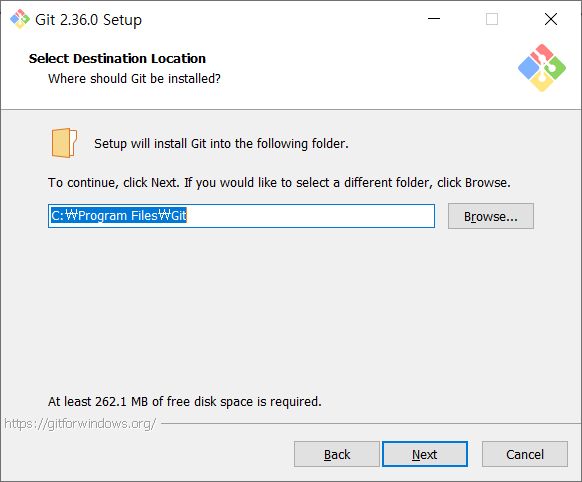 Git 2.36.0 Setup
Select Destination Location
Where should Git be installed?
Setup will install Git into the following folder.
To continue, click Next. If you would like to select a different folder, click Browse.
C:₩Program Files₩Git
Browse...
At least 262.1 MB of free disk space is required.
https://gitforwindows.org/
Back
Next
Cancel